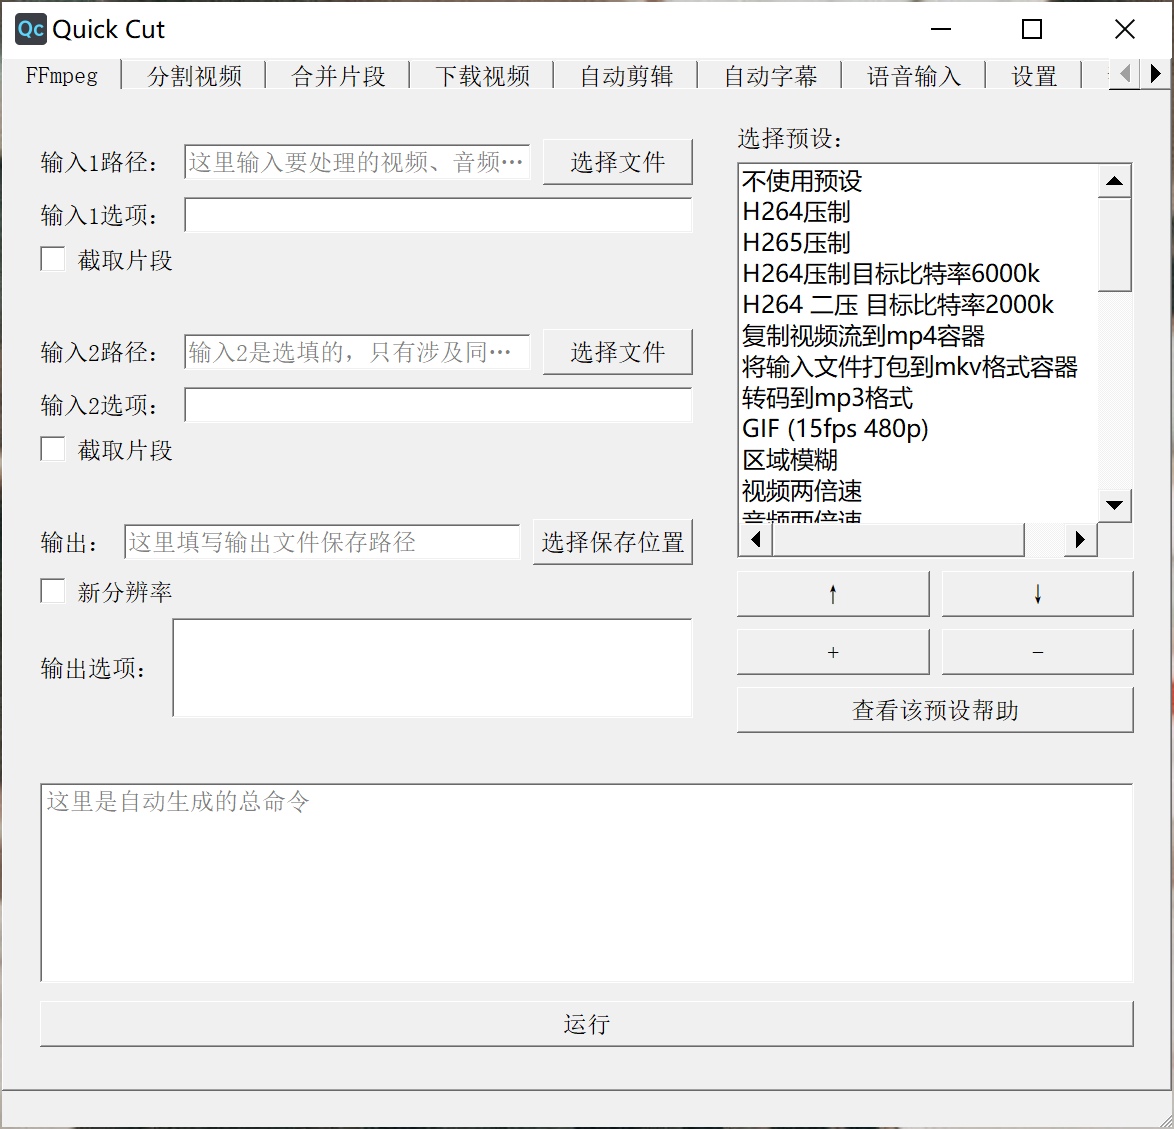 Qc Quick Cut
FFmpeg 分割视频 合并片段 下载视频 自动剪辑 自动字幕 语音输入 设置
输入1路径： 这里输入要处理的视频、音频… 选择文件
输入1选项：
截取片段
输入2路径： 输入2是选填的，只有涉及同… 选择文件
输入2选项：
截取片段
输出： 这里填写输出文件保存路径 选择保存位置
新分辨率
输出选项：
选择预设：
不使用预设
H264压制
H265压制
H264压制目标比特率6000k
H264 二压 目标比特率2000k
复制视频流到mp4容器
将输入文件打包到mkv格式容器
转码到mp3格式
GIF (15fps 480p)
区域模糊
视频两倍速
音频两倍速
↑ ↓
+ -
查看该预设帮助
这里是自动生成的总命令
运行